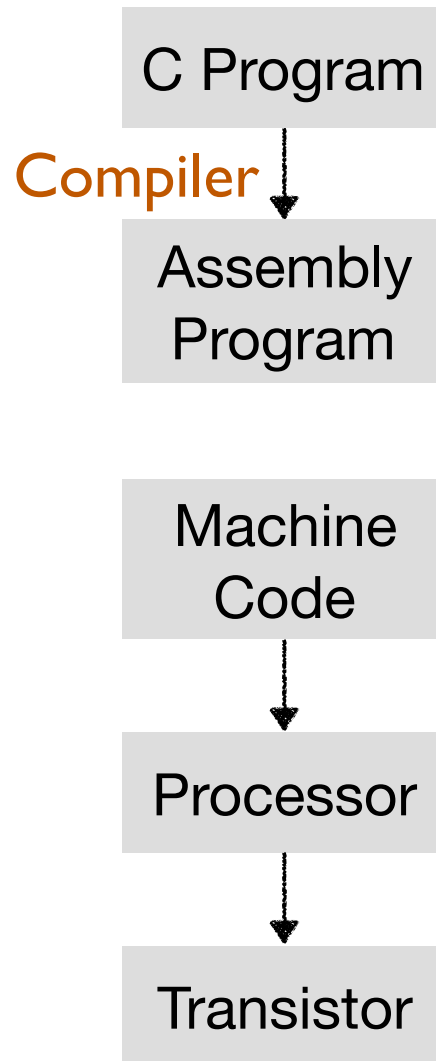 C Program
Compiler
Assembly
Program
Machine
Code
Processor
Transistor